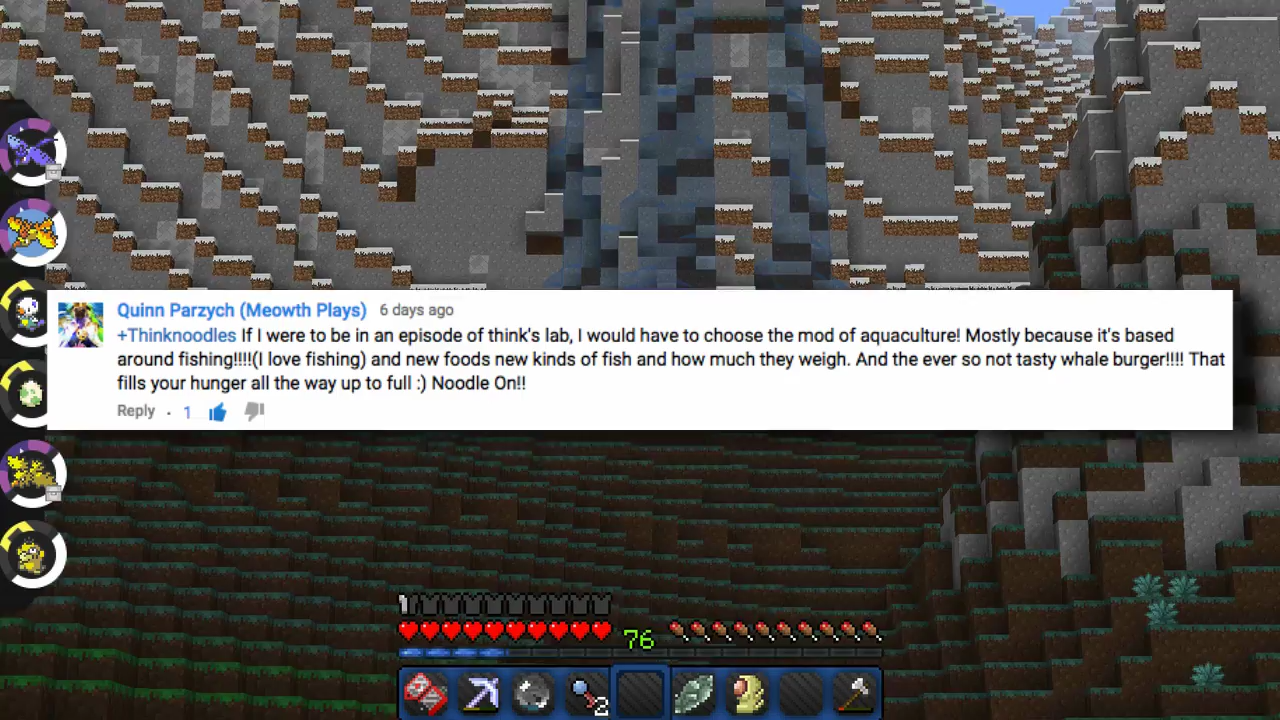 Quinn Parzych (Meowth Plays) 6 days ago
+Thinknoodles If I were to be in an episode of think's lab, I would have to choose the mod of aquaculture! Mostly because it's based
around fishing!!!!(I love fishing) and new foods new kinds of fish and how much they weigh. And the ever so not tasty whale burger!!!! That
fills your hunger all the way up to full :) Noodle On!!
Reply · 1
1
76
2